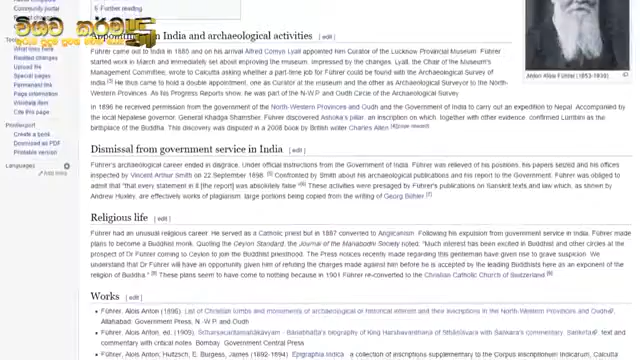 Community portal
විශ්ව කර්ම
Further reading
Appointment in India and archaeological activities [ edit ]
Tools
Related changes
Upload file
Special pages
Permanent link
Page information
Wikidata item
Cite this page
Print/export
Create a book
Download as PDF
Printable version
Languages
Add links
Führer came out to India in 1885 and on his arrival Alfred Comyn Lyall appointed him Curator of the Lucknow Provincial Museum. Führer
started work in March and immediately set about improving the museum. Impressed by the changes, Lyall, the Chair of the Museum's
Management Committee, wrote to Calcutta asking whether a part-time job for Führer could be found with the Archaeological Survey of
India. He thus came to hold a double appointment, one as Curator at the museum and the other as Archaeological Surveyor to the North-
Western Provinces. As his Progress Reports show, he was part of the N-W.P. and Oudh Circle of the Archaeological Survey
Alois Anton Führer (1853-1930)
In 1896 he received permission from the government of the North-Western Provinces and Oudh and the Government of India to carry out an expedition to Nepal. Accompanied by
the local Nepalese governor, General Khadga Shamsher, Führer discovered Ashoka's pillar, an inscription on which, together with other evidence confirmed Lumbini as the
birthplace of the Buddha. This discovery was disputed in a 2008 book by British writer Charles Allen.
Dismissal from government service in India [ edit ]
Führer's archaeological career ended in disgrace. Under official instructions from the Government of India, Führer was relieved of his positions, his papers seized and his offices
inspected by Vincent Arthur Smith on 22 September 1898. [5] Confronted by Smith about his archaeological publications and his report to the Government, Führer was obliged to
admit "that every statement in it [the report] was absolutely false" [6] These activities were presaged by Führer's publications on Sanskrit texts and law which, as shown by
Andrew Huxley, are effectively works of plagiarism, large portions being copied from the writing of Georg Bühler [7]
Religious life [ edit ]
Führer had an unusual religious career. He served as a Catholic priest but in 1887 converted to Anglicanism. Following his expulsion from government service in India, Führer made
plans to become a Buddhist monk. Quoting the Ceylon Standard, the Journal of the Mahabodhi Society noted: "Much interest has been excited in Buddhist and other circles at the
prospect of Dr Führer coming to Ceylon to join the Buddhist priesthood. The Press notices recently made regarding this gentleman have given rise to grave suspicion. We
understand that Dr Führer will have an opportunity given him of refuting the charges made against him before he is accepted by the leading Buddhists here as an exponent of the
religion of Buddha." [8] These plans seem to have come to nothing because in 1901 Führer re-converted to the Christian Catholic Church of Switzerland [9]
Works [ edit ]
Führer, Alois Anton (1896). List of Christian tombs and monuments of archaeological or historical interest and their inscriptions in the North-Western Provinces and Oudh
Allahabad: Government Press, N.-W.P. and Oudh
Führer, Alois Anton, ed. (1909). Bāṇabhaṭṭa's biography of King Harshavardhana of Sthāṇīśvara with Śaṅkara's commentary, Saṅketa text and
commentary with critical notes. Bombay: Government Central Press
Führer, Alois Anton; Hultzsch, E; Burgess, James (1892-1894). Epigraphia Indica : a collection of inscriptions supplementary to the Corpus inscriptionum Indicarum, Calcutta